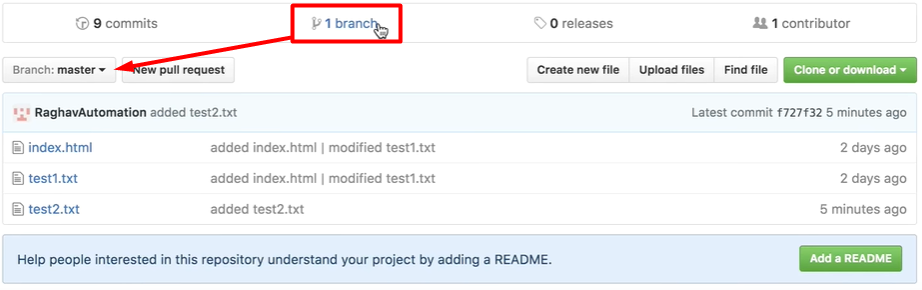 9 commits 1 branch 0 releases 1 contributor
Branch: master New pull request Create new file Upload files Find file Clone or download
RaghavAutomation added test2.txt Latest commit f727f32 5 minutes ago
index.html added index.html | modified test1.txt 2 days ago
test1.txt added index.html | modified test1.txt 2 days ago
test2.txt added test2.txt 5 minutes ago
Help people interested in this repository understand your project by adding a README. Add a README